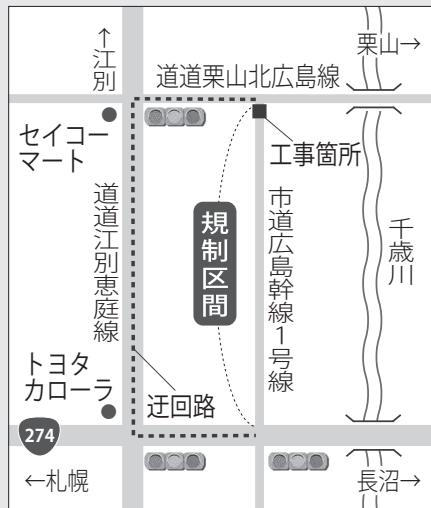 ↑江別
栗山→
道道栗山北広島線
セイコー
マート
工事箇所
道道江別恵庭線
規制区間
市道広島幹線1号線
千歳川
トヨタ
カローラ
迂回路
274
←札幌
長沼→